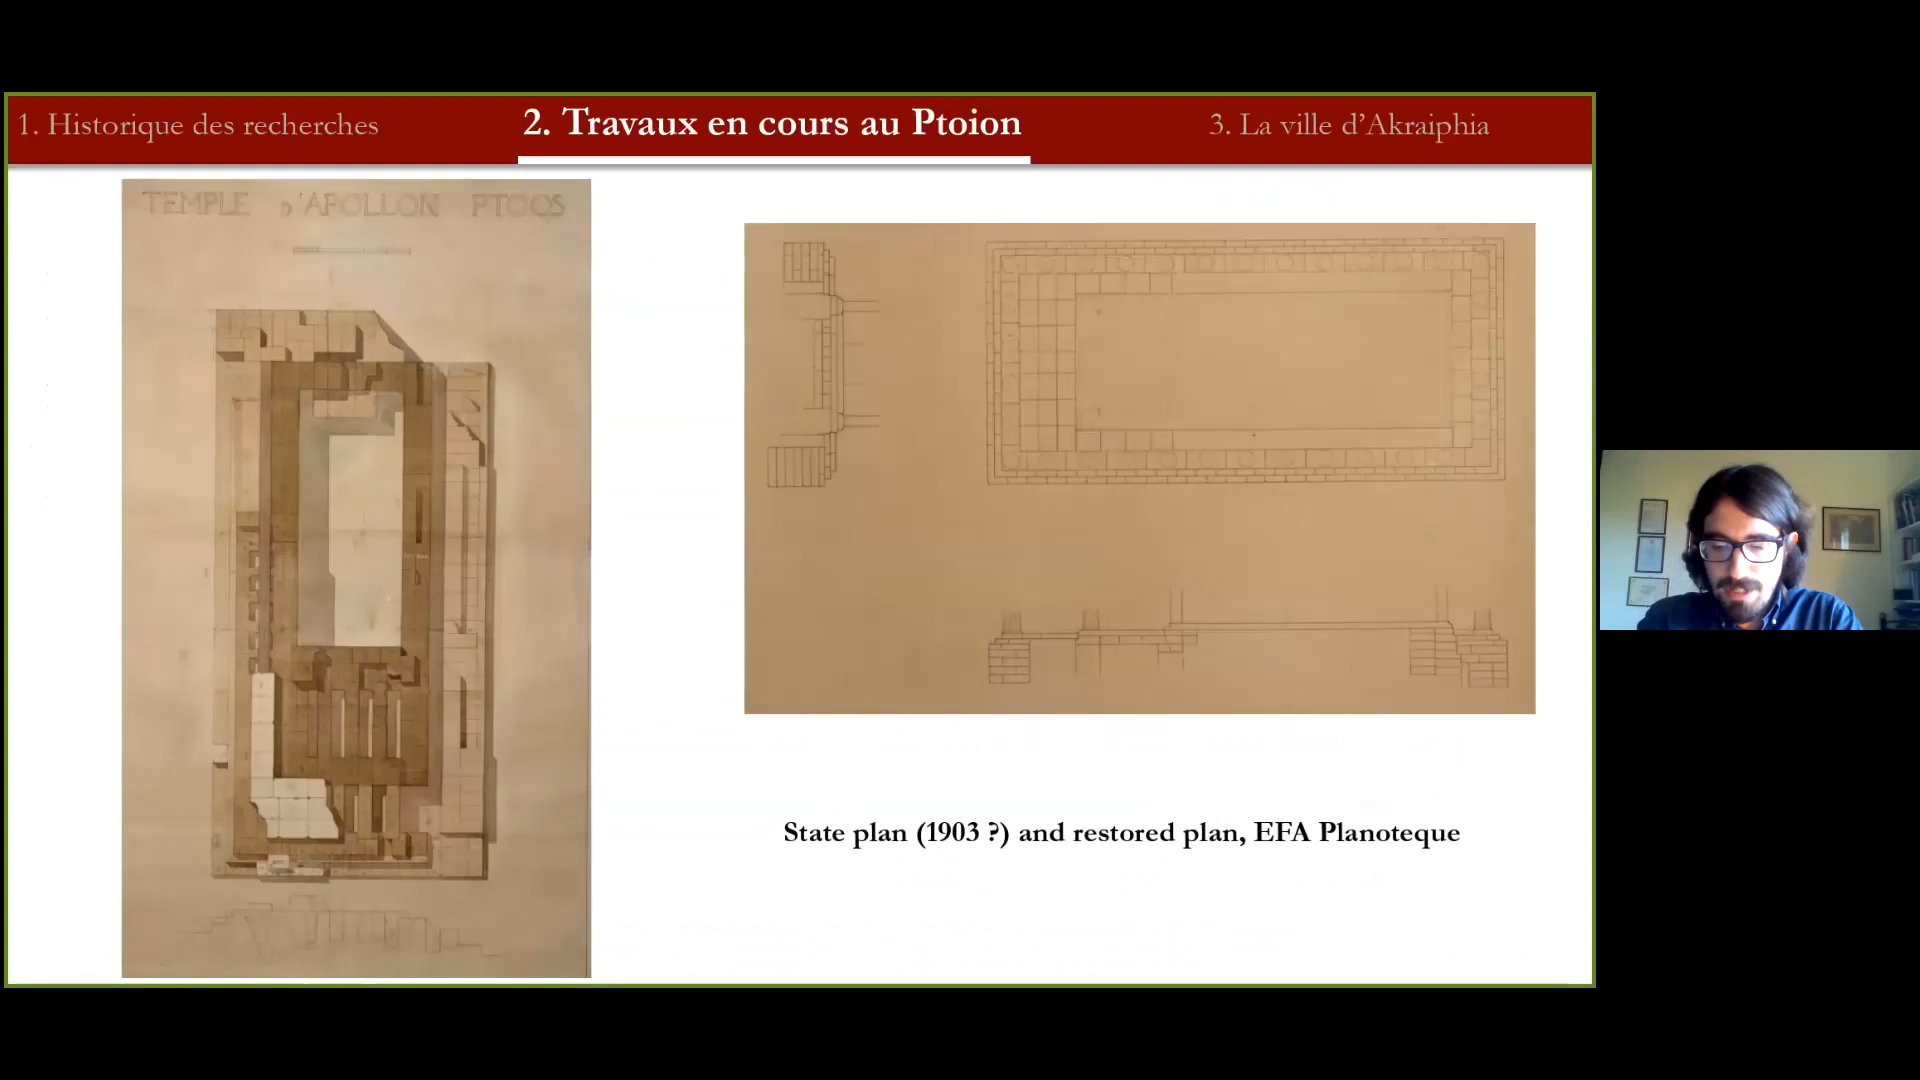 1. Historique des recherches
2. Travaux en cours au Ptoion
3. La ville d’Akraiphia
TEMPLE D'APOLLON PTOOS
State plan (1903 ?) and restored plan, EFA Planoteque